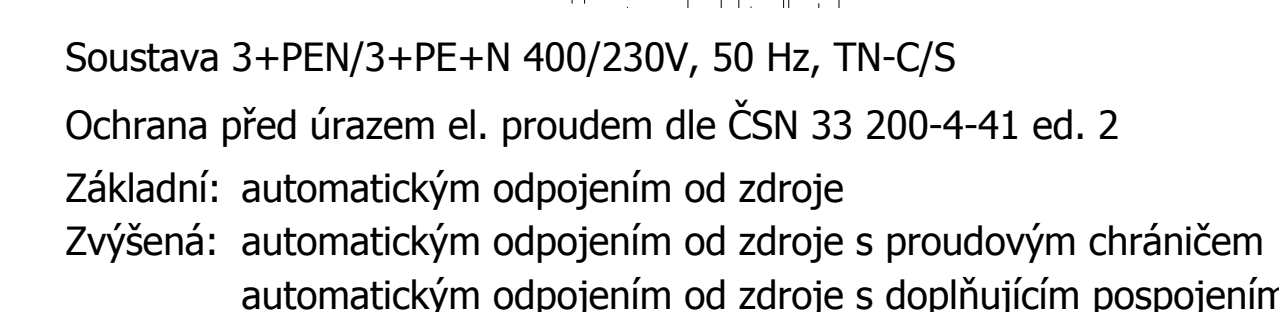 Soustava 3+PEN/3+PE+N 400/230V, 50 Hz, TN-C/S
Ochrana před úrazem el. proudem dle ČSN 33 200-4-41 ed. 2
Základní: automatickým odpojením od zdroje
Zvýšená: automatickým odpojením od zdroje s proudovým chráničem
automatickým odpojením od zdroje s doplňujícím pospojením